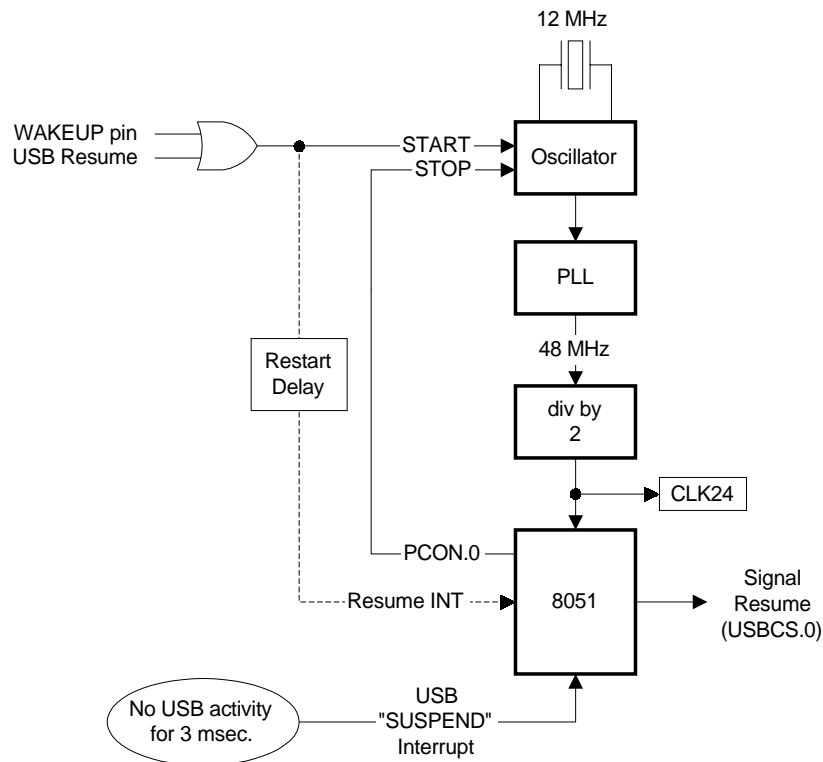 12 MHz
WAKEUP pin
USB Resume
START
STOP
Oscillator
PLL
48 MHz
Restart
Delay
div by
2
CLK24
PCON.0
Resume INT
8051
Signal
Resume
(USBCS.0)
No USB activity
for 3 msec.
USB
"SUSPEND"
Interrupt